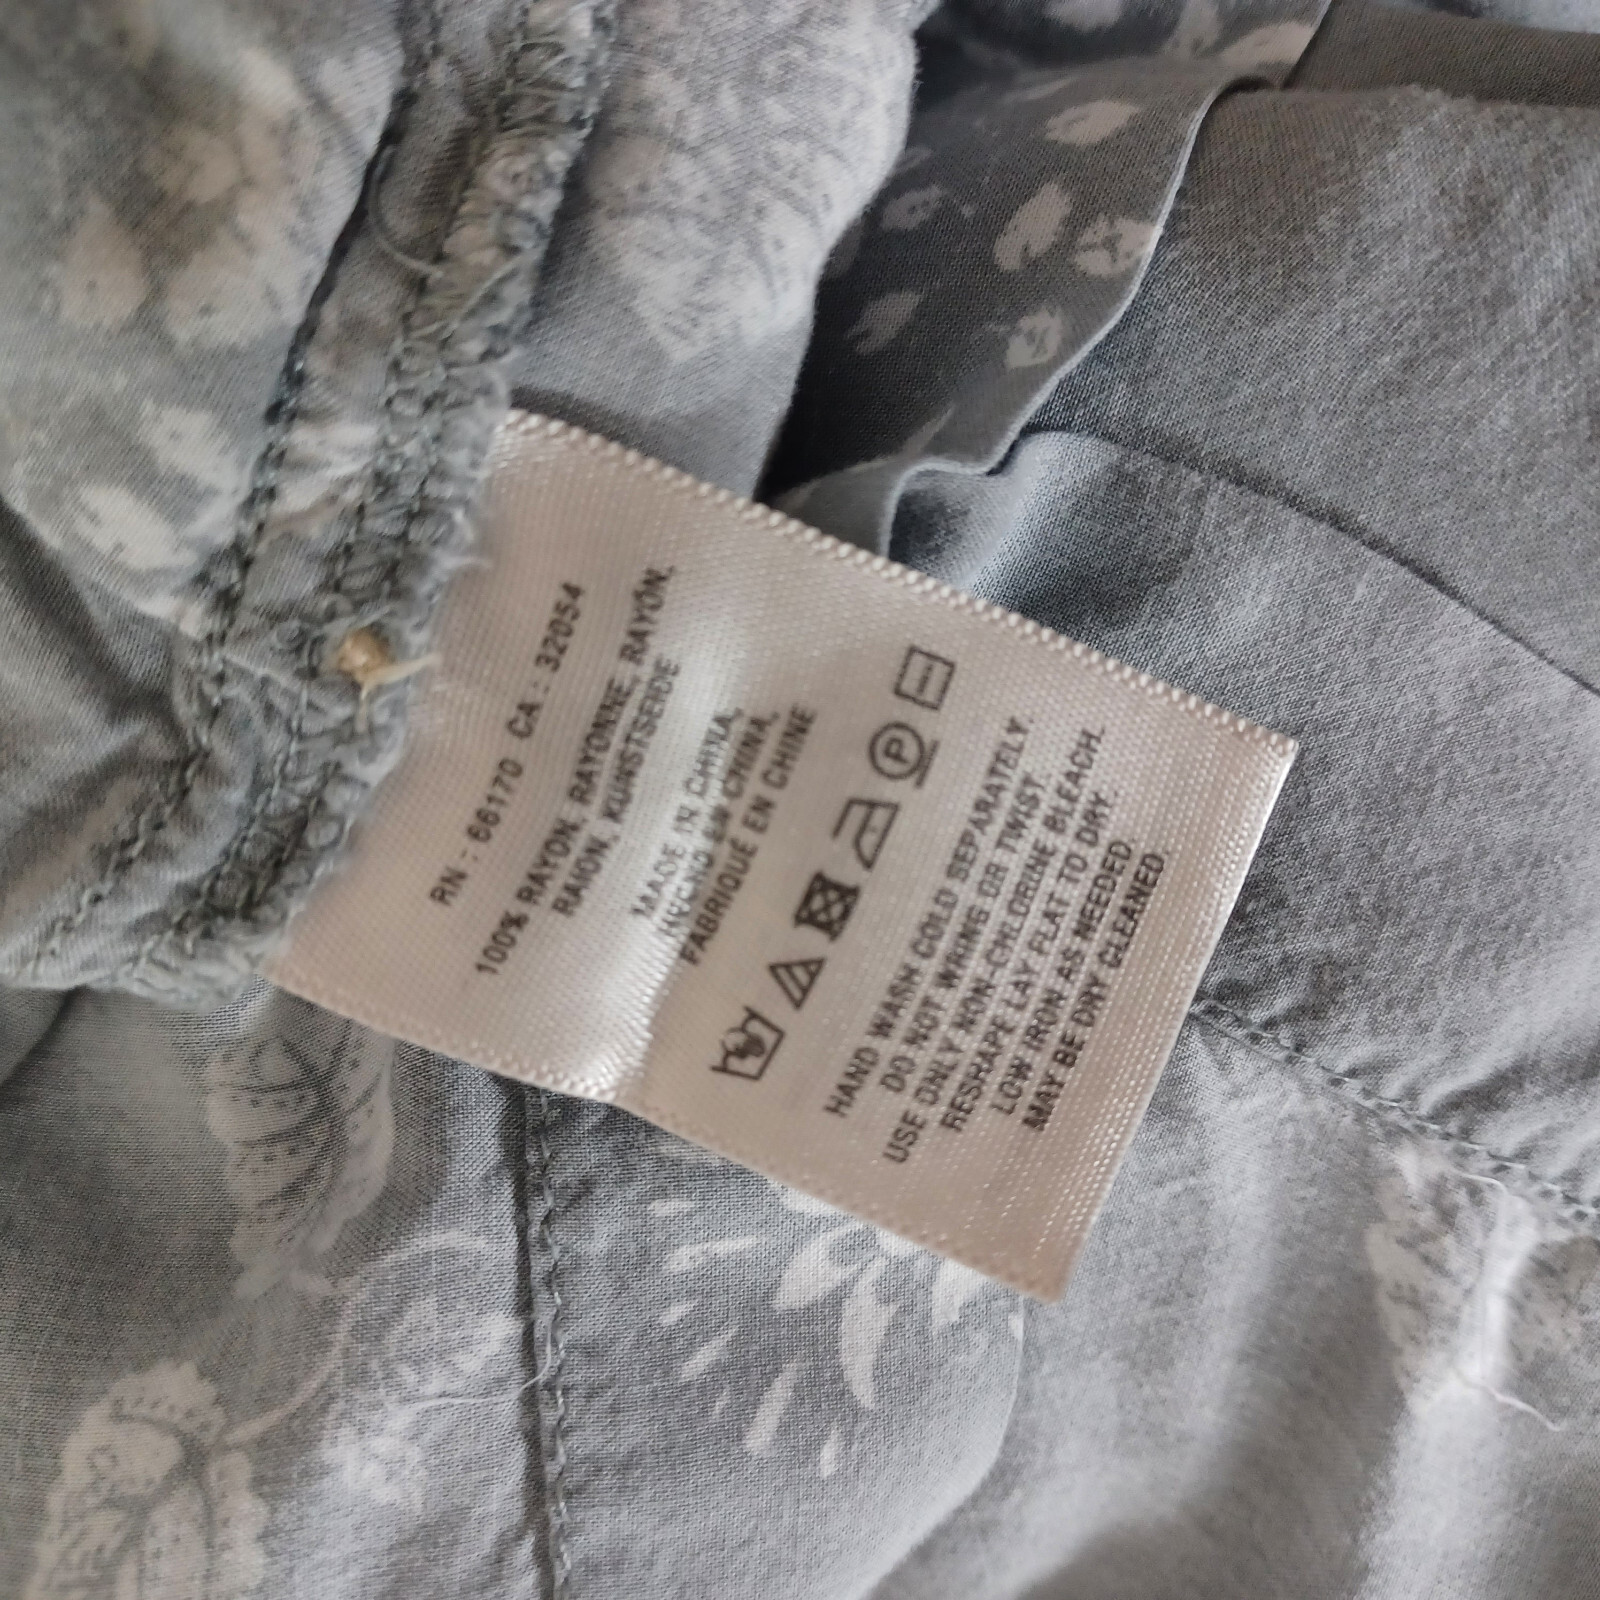 RN : 66170 CA : 32054
100% RAYON, RAYONNE, RAYÓN,
RAION, KUNSTSEIDE
MADE IN CHINA,
HECHO EN CHINA,
FABRIQUÉ EN CHINE
P
HAND WASH COLD SEPARATELY.
DO NOT WRING OR TWIST.
USE ONLY NON-CHLORINE BLEACH.
RESHAPE LAY FLAT TO DRY.
LOW IRON AS NEEDED
MAY BE DRY CLEANED